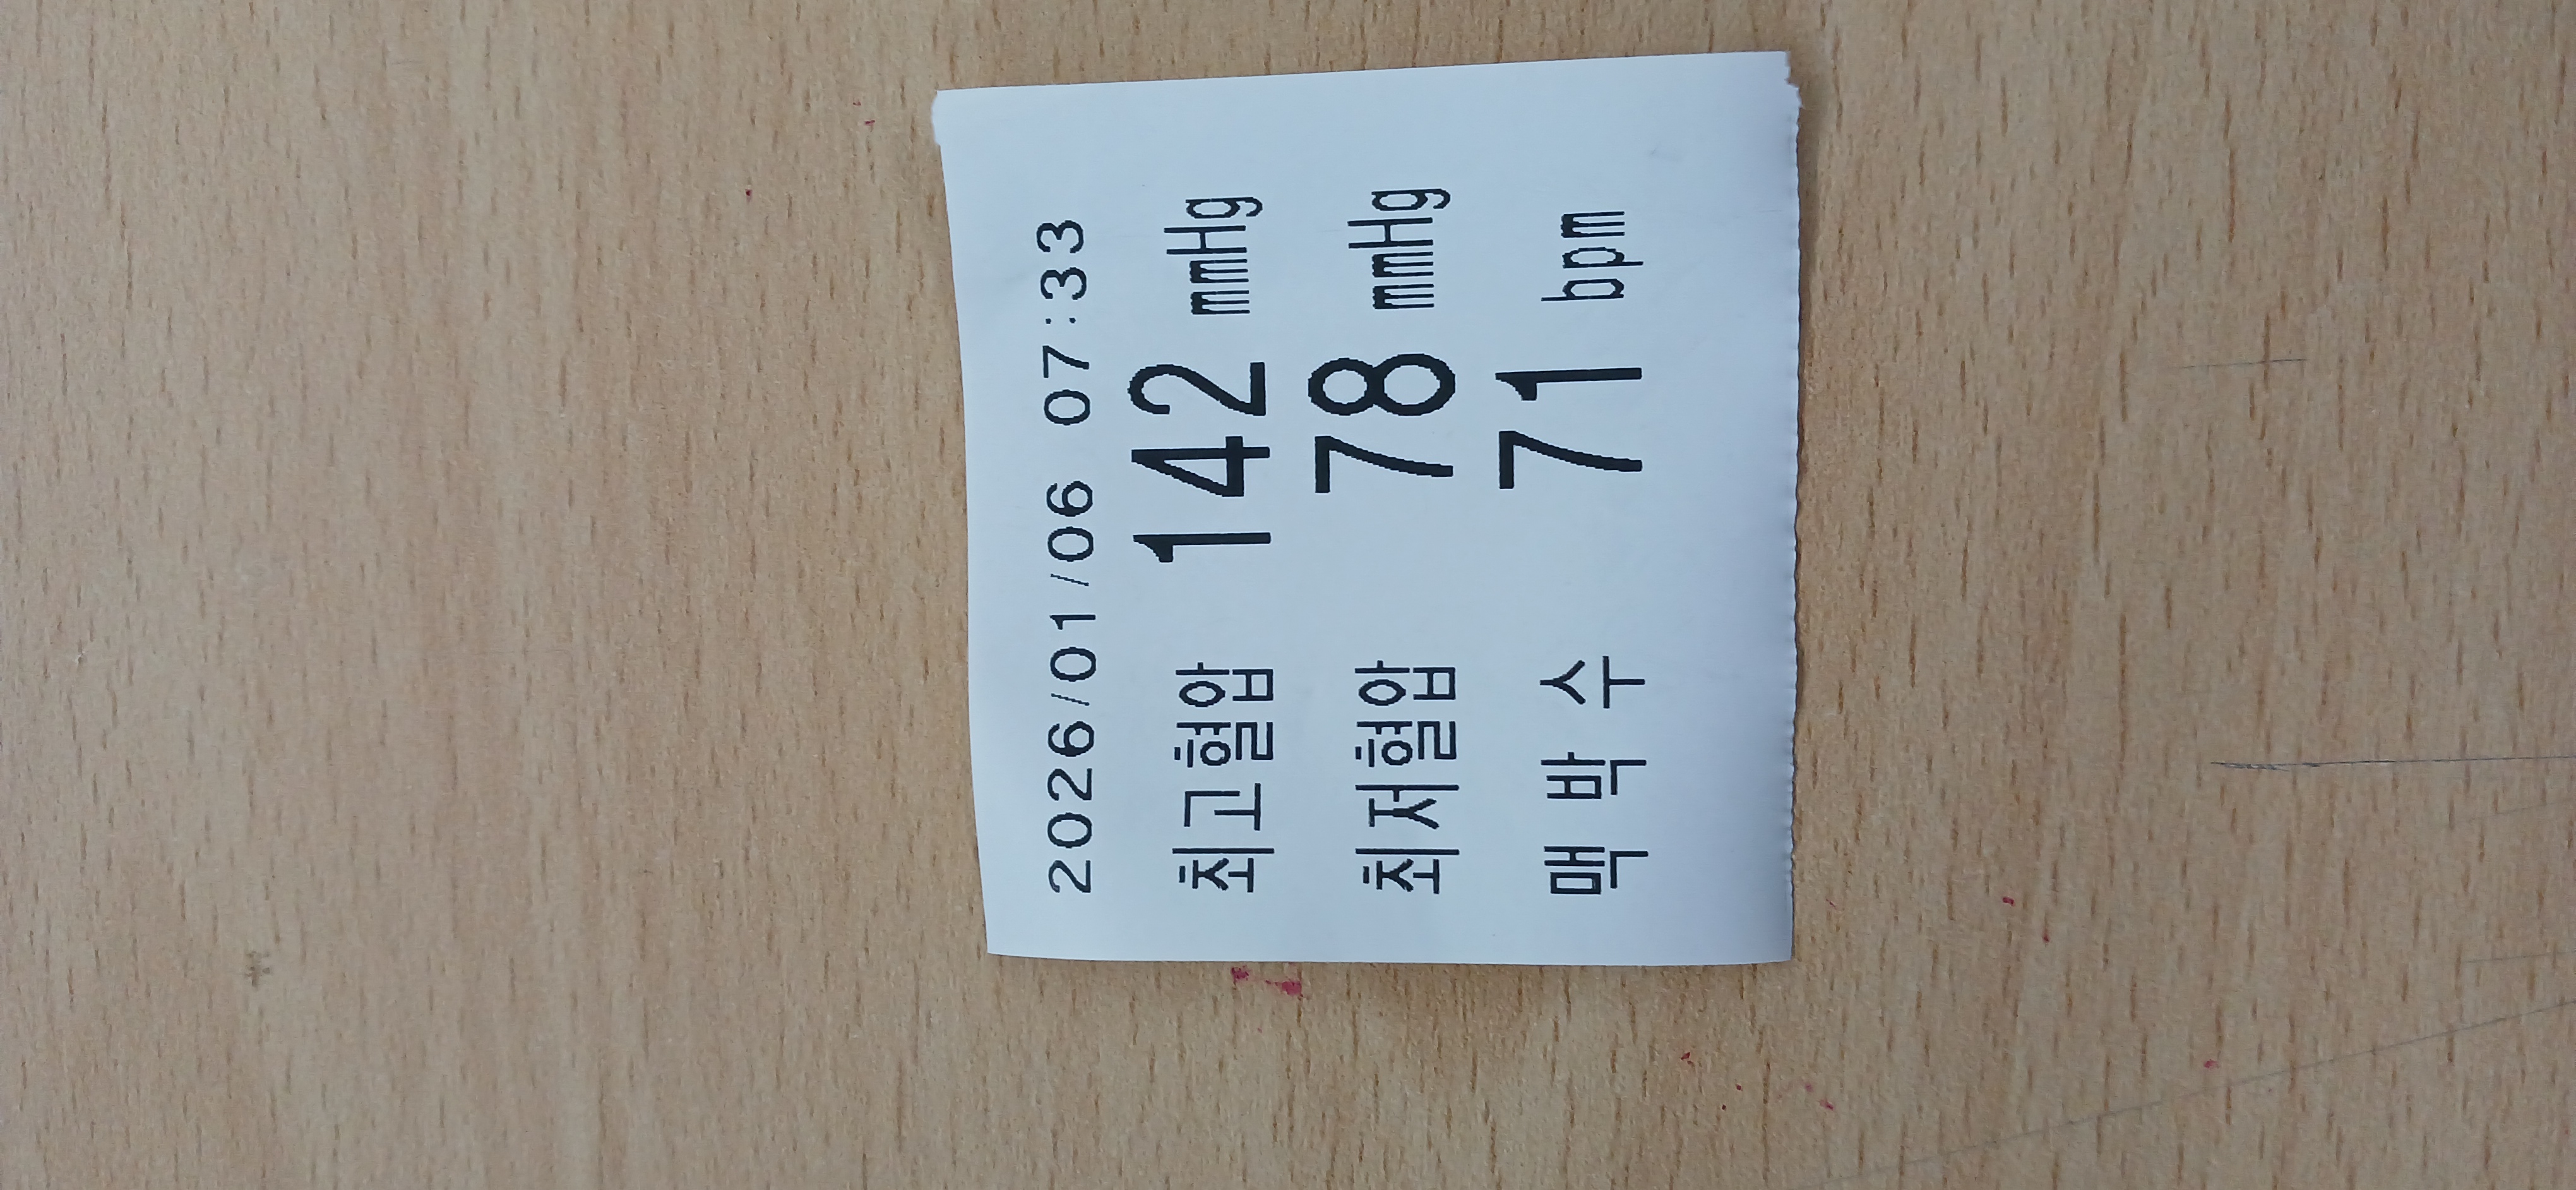 2026/01/06 07:33
최고혈압 142 mmHg
최저혈압 78 mmHg
맥 박 수 71 bpm